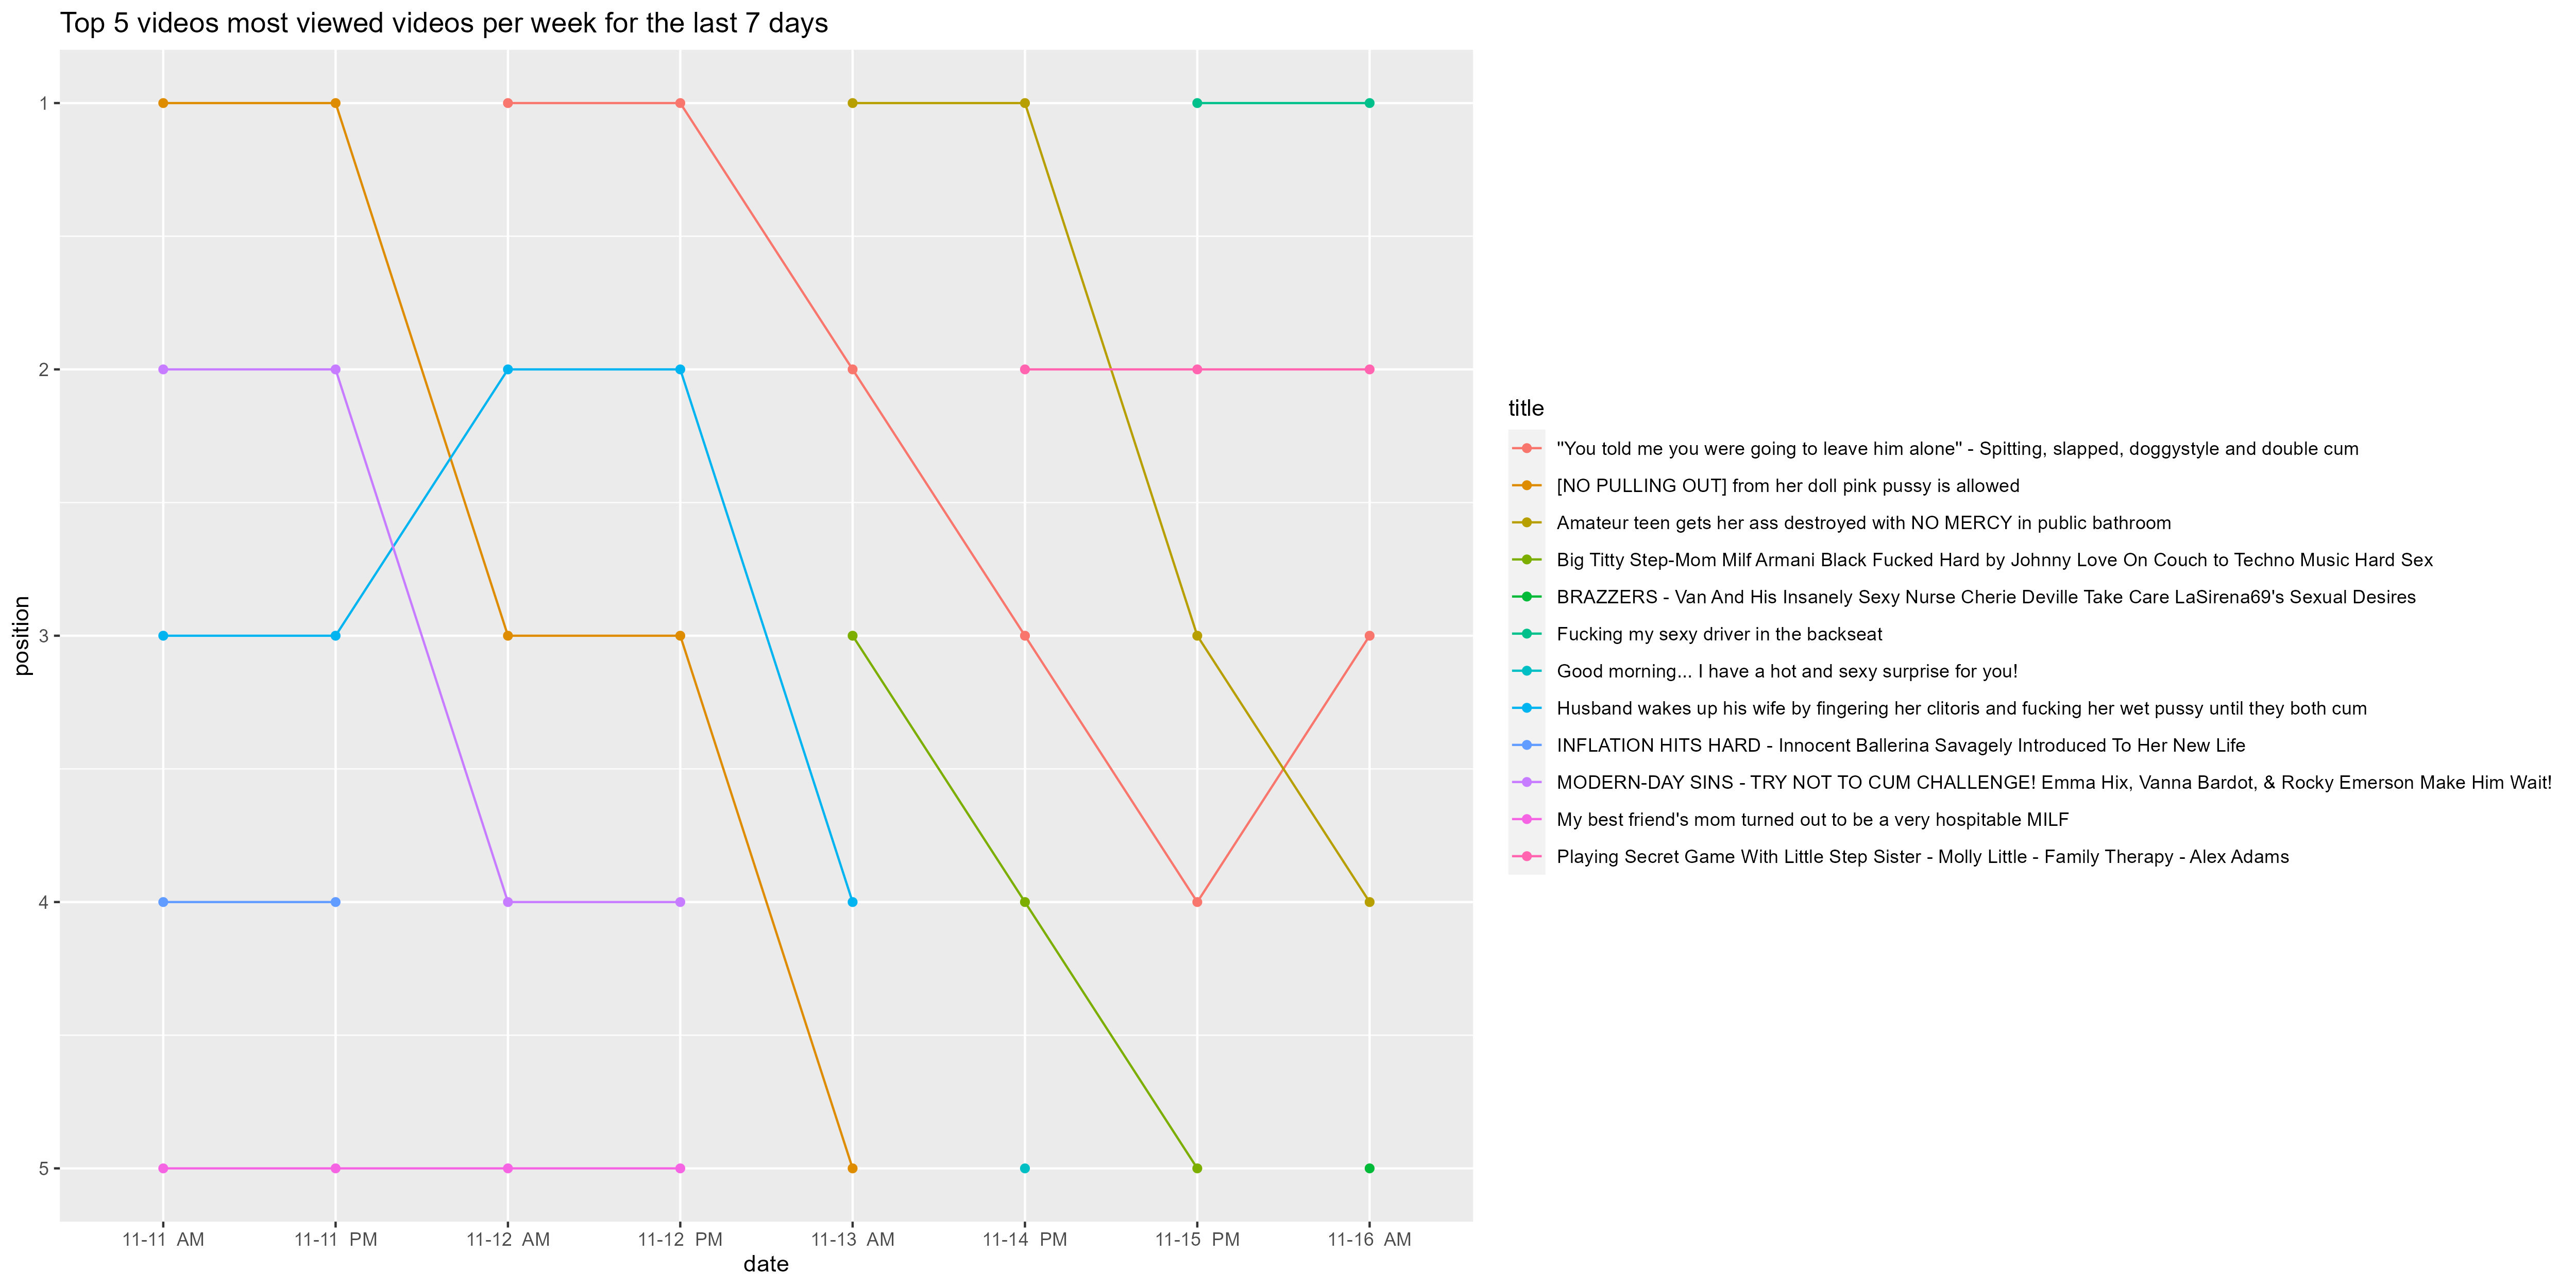 Top 5 videos most viewed videos per week for the last 7 days
1
2
3
4
5
position
11-11 AM
11-11 PM
11-12 AM
11-12 PM
11-13 AM
11-14 PM
11-15 PM
11-16 AM
date
title
"You told me you were going to leave him alone" - Spitting, slapped, doggystyle and double cum
[NO PULLING OUT] from her doll pink pussy is allowed
Amateur teen gets her ass destroyed with NO MERCY in public bathroom
Big Titty Step-Mom Milf Armani Black Fucked Hard by Johnny Love On Couch to Techno Music Hard Sex
BRAZZERS - Van And His Insanely Sexy Nurse Cherie Deville Take Care LaSirena69's Sexual Desires
Fucking my sexy driver in the backseat
Good morning... I have a hot and sexy surprise for you!
Husband wakes up his wife by fingering her clitoris and fucking her wet pussy until they both cum
INFLATION HITS HARD - Innocent Ballerina Savagely Introduced To Her New Life
MODERN-DAY SINS - TRY NOT TO CUM CHALLENGE! Emma Hix, Vanna Bardot, & Rocky Emerson Make Him Wait!
My best friend's mom turned out to be a very hospitable MILF
Playing Secret Game With Little Step Sister - Molly Little - Family Therapy - Alex Adams